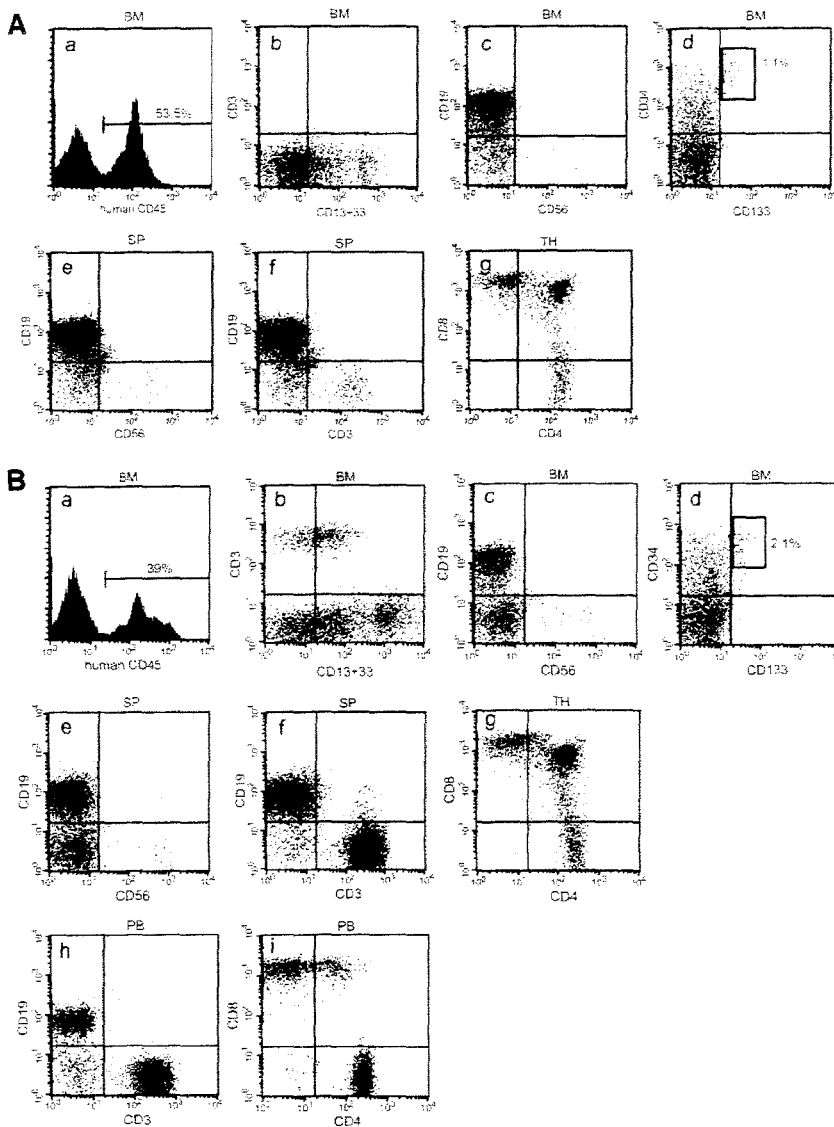 A
BM
a
53.5%
human CD45
BM
b
CD3
CD13+33
BM
c
CD19
CD56
BM
d
1.1%
CD34
CD133
SP
e
CD19
CD56
SP
f
CD19
CD3
TH
g
CD8
CD4
B
BM
a
39%
human CD45
BM
b
CD3
CD13+33
BM
c
CD19
CD56
BM
d
2.1%
CD34
CD133
SP
e
CD19
CD56
SP
f
CD19
CD3
TH
g
CD8
CD4
PB
h
CD19
CD3
PB
i
CD8
CD4